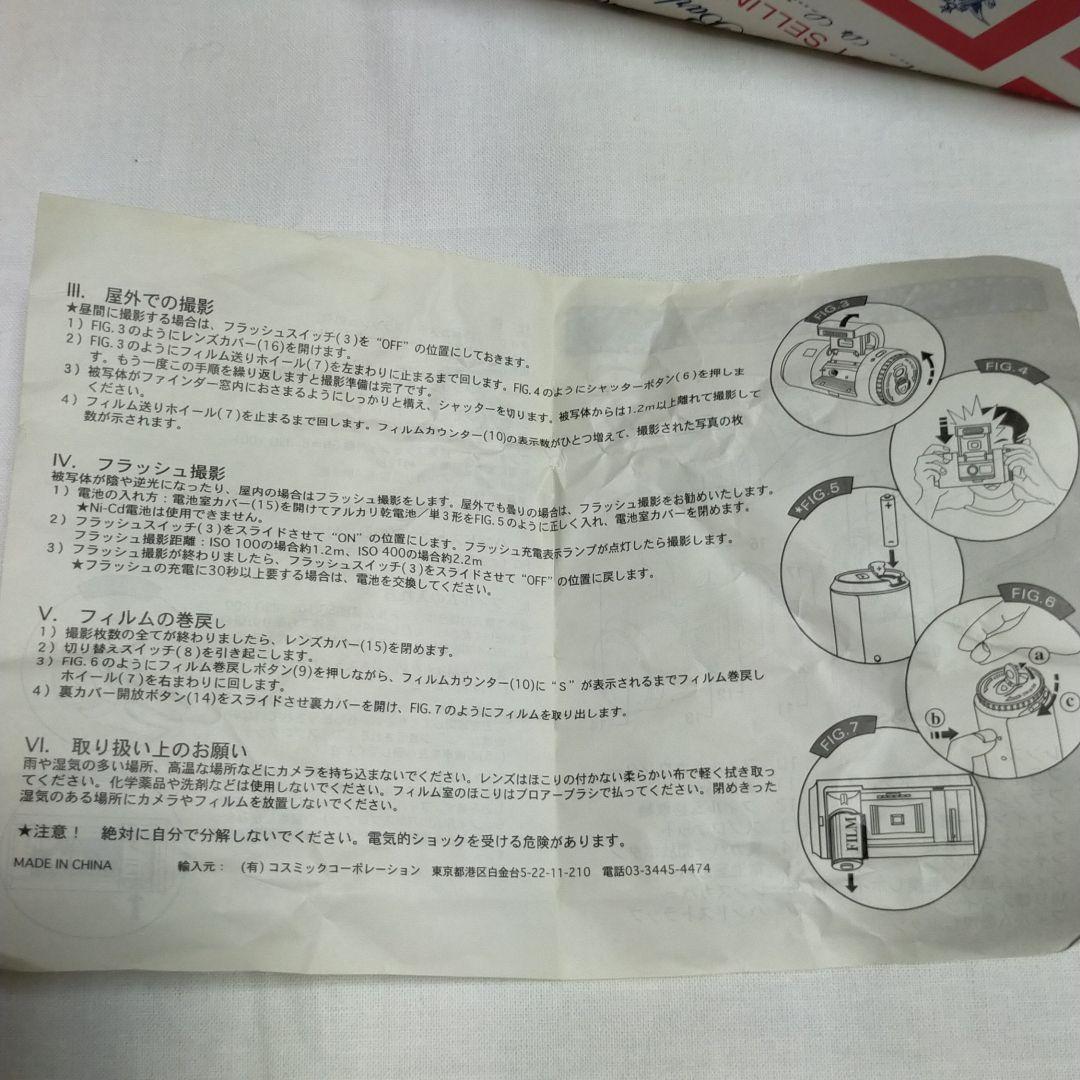 SELLIN
III. 屋外での撮影
★昼間に撮影する場合は、フラッシュスイッチ(3)を "OFF" の位置にしておきます。
1) FIG.3のようにレンズカバー(16)を開けます。
2) FIG.3のようにフィルム送りホイール(7)を左まわりに止まるまで回します。FIG.4のようにシャッターボタン(6)を押しま
す。もう一度この手順を繰り返しますと撮影準備は完了です。
3) 被写体がファインダー窓内におさまるようにしっかりと構え、シャッターを切ります。被写体からは1.2m以上離れて撮影して
ください。
4) フィルム送りホイール(7)を止まるまで回します。フィルムカウンター(10)の表示数がひとつ増えて、撮影された写真の枚
数が示されます。
IV. フラッシュ撮影
被写体が陰や逆光になったり、屋内の場合はフラッシュ撮影をします。屋外でも曇りの場合は、フラッシュ撮影をお勧めいたします。
1) 電池の入れ方：電池室カバー(15)を開けてアルカリ乾電池／単3形をFIG.5のように正しく入れ、電池室カバーを閉めます。
★Ni-Cd電池は使用できません。
2) フラッシュスイッチ(3)をスライドさせて "ON" の位置にします。フラッシュ充電表示ランプが点灯したら撮影します。
フラッシュ撮影距離：ISO 100の場合約1.2m、ISO 400の場合約2.2m
3) フラッシュ撮影が終わりましたら、フラッシュスイッチ(3)をスライドさせて "OFF" の位置に戻します。
★フラッシュの充電に30秒以上要する場合は、電池を交換してください。
V. フィルムの巻戻し
1) 撮影枚数の全てが終わりましたら、レンズカバー(15)を閉めます。
2) 切り替えスイッチ(8)を引き起こします。
3) FIG.6のようにフィルム巻戻しボタン(9)を押しながら、フィルムカウンター(10)に "S" が表示されるまでフィルム巻戻し
ホイール(7)を右まわりに回します。
4) 裏カバー開放ボタン(14)をスライドさせ裏カバーを開け、FIG.7のようにフィルムを取り出します。
VI. 取り扱い上のお願い
雨や湿気の多い場所、高温な場所などにカメラを持ち込まないでください。レンズはほこりの付かない柔らかい布で軽く拭き取っ
てください。化学薬品や洗剤などは使用しないでください。フィルム室のほこりはブロアーブラシで払ってください。閉めきった
湿気のある場所にカメラやフィルムを放置しないでください。
★注意！ 絶対に自分で分解しないでください。電気的ショックを受ける危険があります。
MADE IN CHINA 輸入元： (有)コスミックコーポレーション 東京都港区白金台5-22-11-210 電話03-3445-4474
FIG.3
FIG.4
*FIG.5
FIG.6
a
b
c
FIG.7
FILM